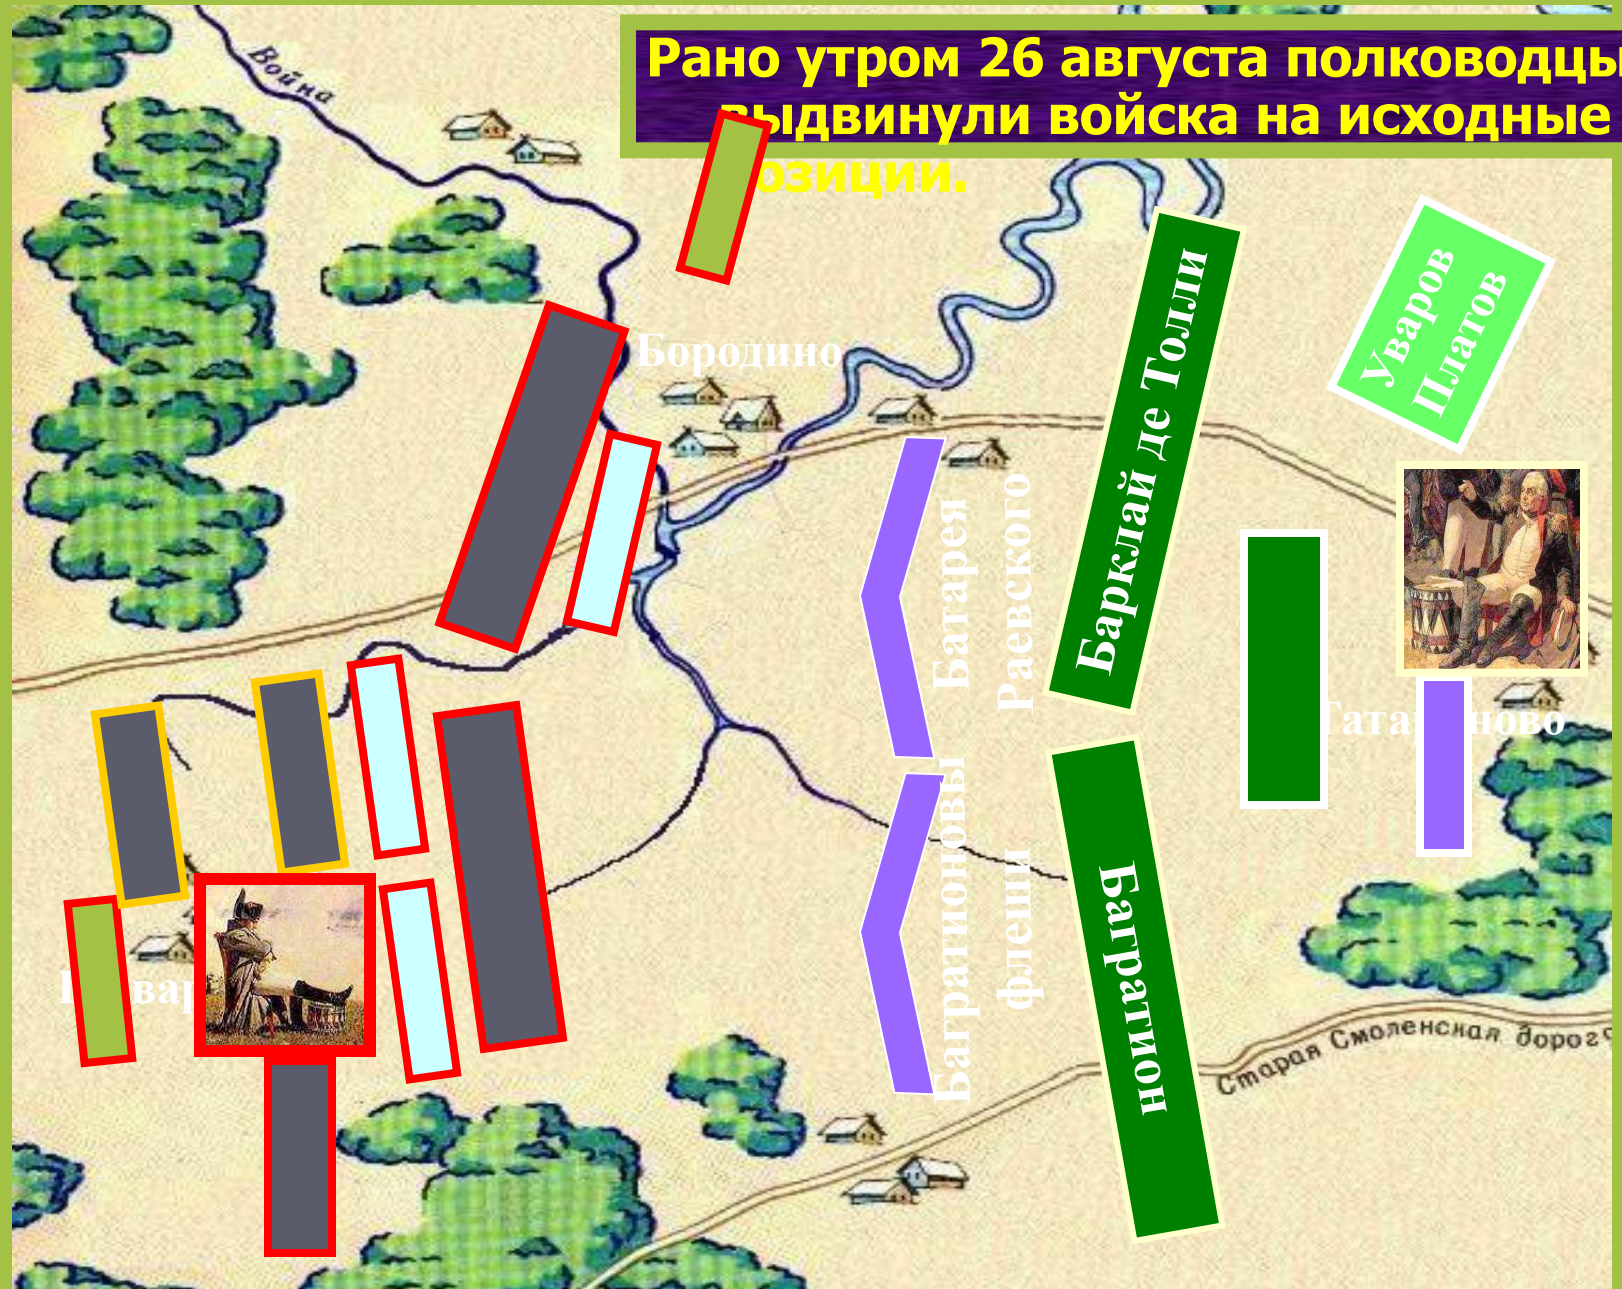 Рано утром 26 августа полководцы
выдвинули войска на исходные
озиции.
Война
Бородино
Барклай де Толли
Уваров
Платов
Батарея
Раевского
Багратионовы
флеши
Багратион
Старая Смоленская дорога